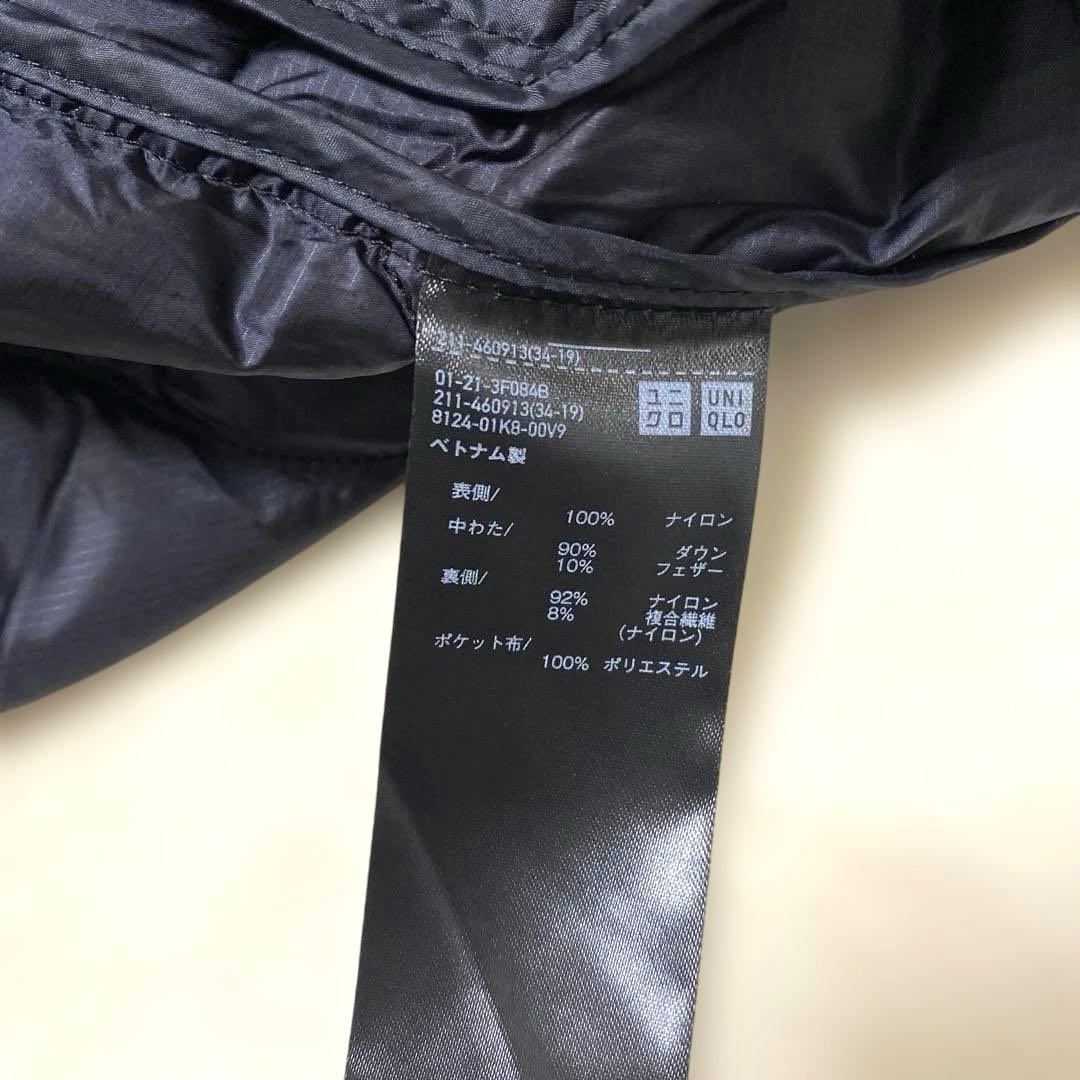 211-460913(34-19)
01-21-3F084B
211-460913(34-19)
8124-01K8-00V9
ユニ
クロ
UNI
QLO
ベトナム製
表側/
100% ナイロン
中わた/
90% ダウン
10% フェザー
裏側/
92% ナイロン
8% 複合繊維
(ナイロン)
ポケット布/
100% ポリエステル